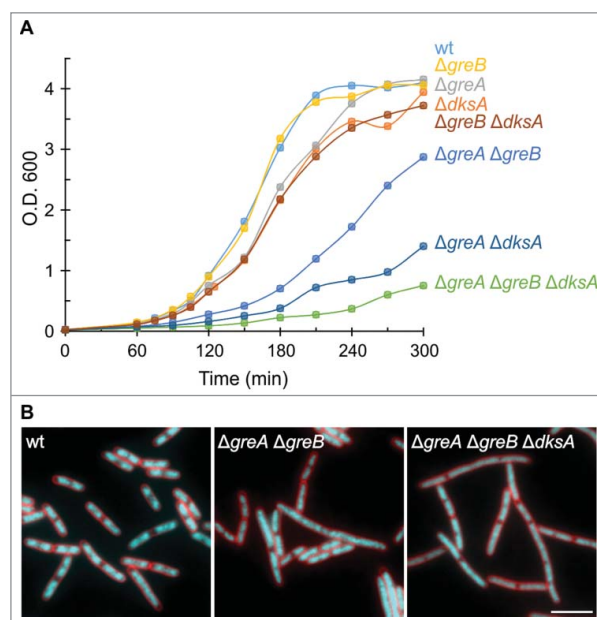 A
wt
ΔgreB
ΔgreA
ΔdksA
ΔgreB ΔdksA
ΔgreA ΔgreB
ΔgreA ΔdksA
ΔgreA ΔgreB ΔdksA
O.D. 600
4
3
2
1
0
0 60 120 180 240 300
Time (min)
B
wt
ΔgreA ΔgreB
ΔgreA ΔgreB ΔdksA